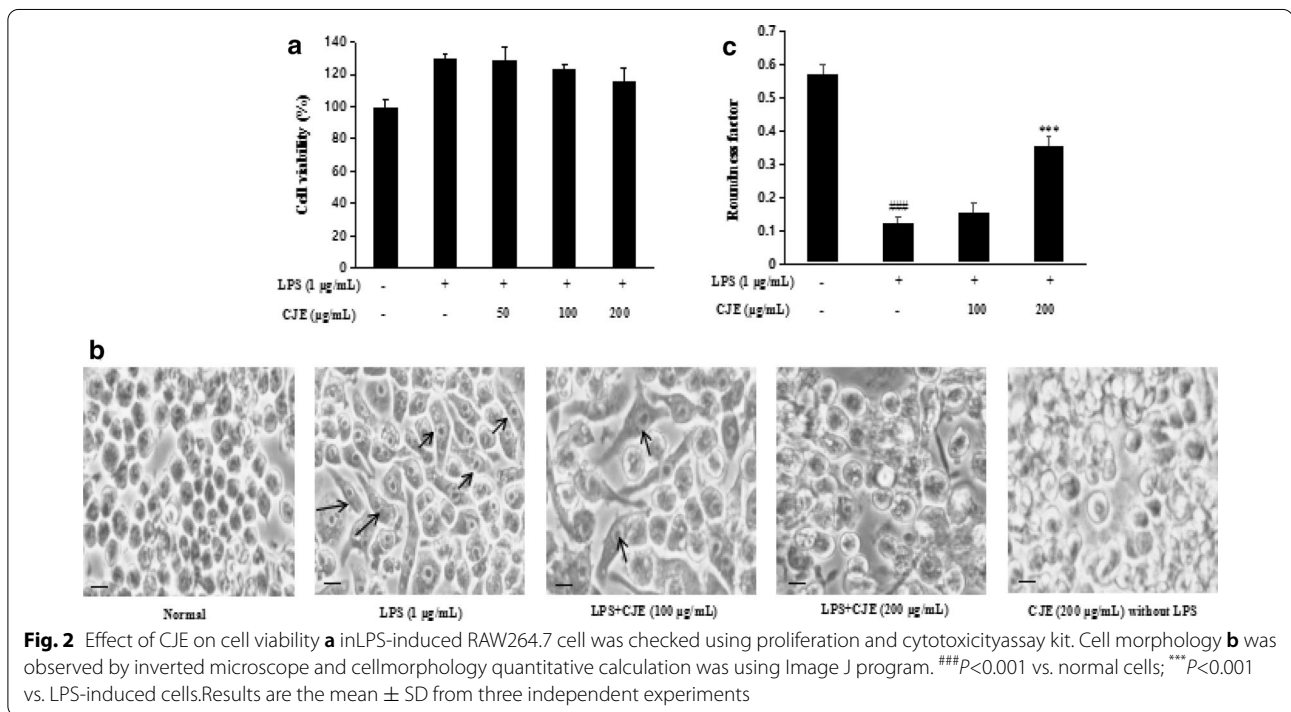 a
140
120
100
80
60
40
20
0
Cell viability (%)
LPS (1 µg/mL) - + + + +
CJE (µg/mL) - - 50 100 200
c
0.7
0.6
0.5
0.4
0.3
0.2
0.1
0
Roundness factor
###
***
LPS (1 µg/mL) - + + +
CJE (µg/mL) - - 100 200
b
Normal
LPS (1 µg/mL)
LPS+CJE (100 µg/mL)
LPS+CJE (200 µg/mL)
CJE (200 µg/mL) without LPS
Fig. 2 Effect of CJE on cell viability a inLPS-induced RAW264.7 cell was checked using proliferation and cytotoxicityassay kit. Cell morphology b was
observed by inverted microscope and cellmorphology quantitative calculation was using Image J program. ###P<0.001 vs. normal cells; ***P<0.001
vs. LPS-induced cells.Results are the mean ± SD from three independent experiments